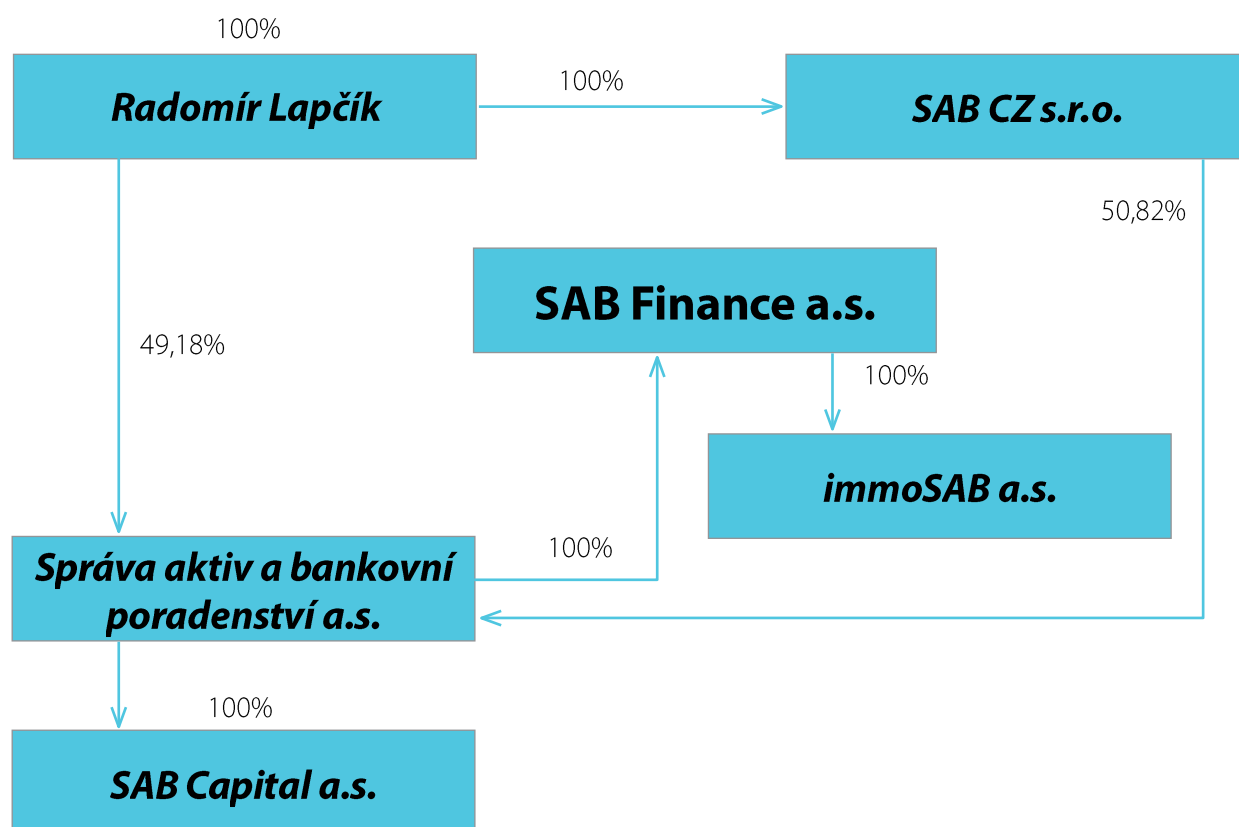 100%
Radomír Lapčík
100%
SAB CZ s.r.o.
50,82%
SAB Finance a.s.
49,18%
100%
immoSAB a.s.
100%
Správa aktiv a bankovní
poradenství a.s.
100%
SAB Capital a.s.